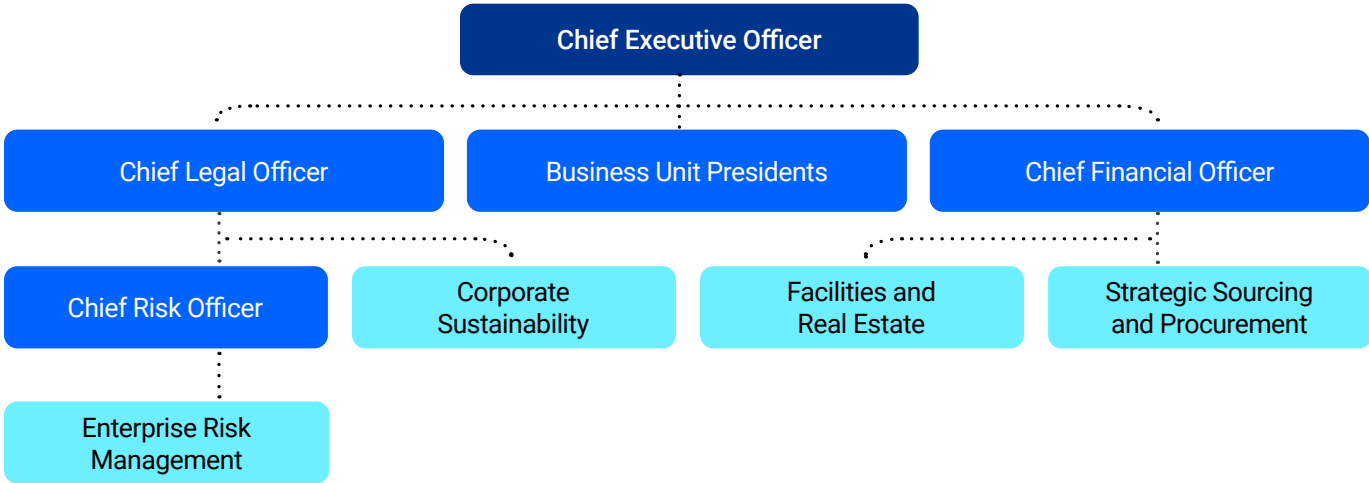 Chief Executive Officer
Chief Legal Officer
Business Unit Presidents
Chief Financial Officer
Chief Risk Officer
Corporate
Sustainability
Facilities and
Real Estate
Strategic Sourcing
and Procurement
Enterprise Risk
Management